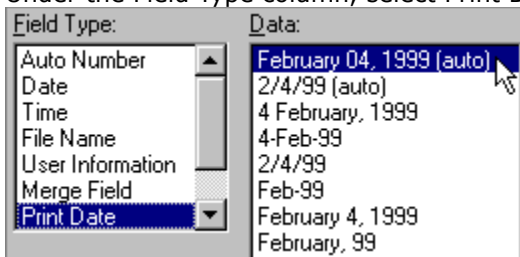 Under the Field Type column, select Print
Field Type:
Auto Number
Date
Time
File Name
User Information
Merge Field
Print Date
Data:
February 04, 1999 (auto)
2/4/99 (auto)
4 February, 1999
4-Feb-99
2/4/99
Feb-99
February 4, 1999
February, 99